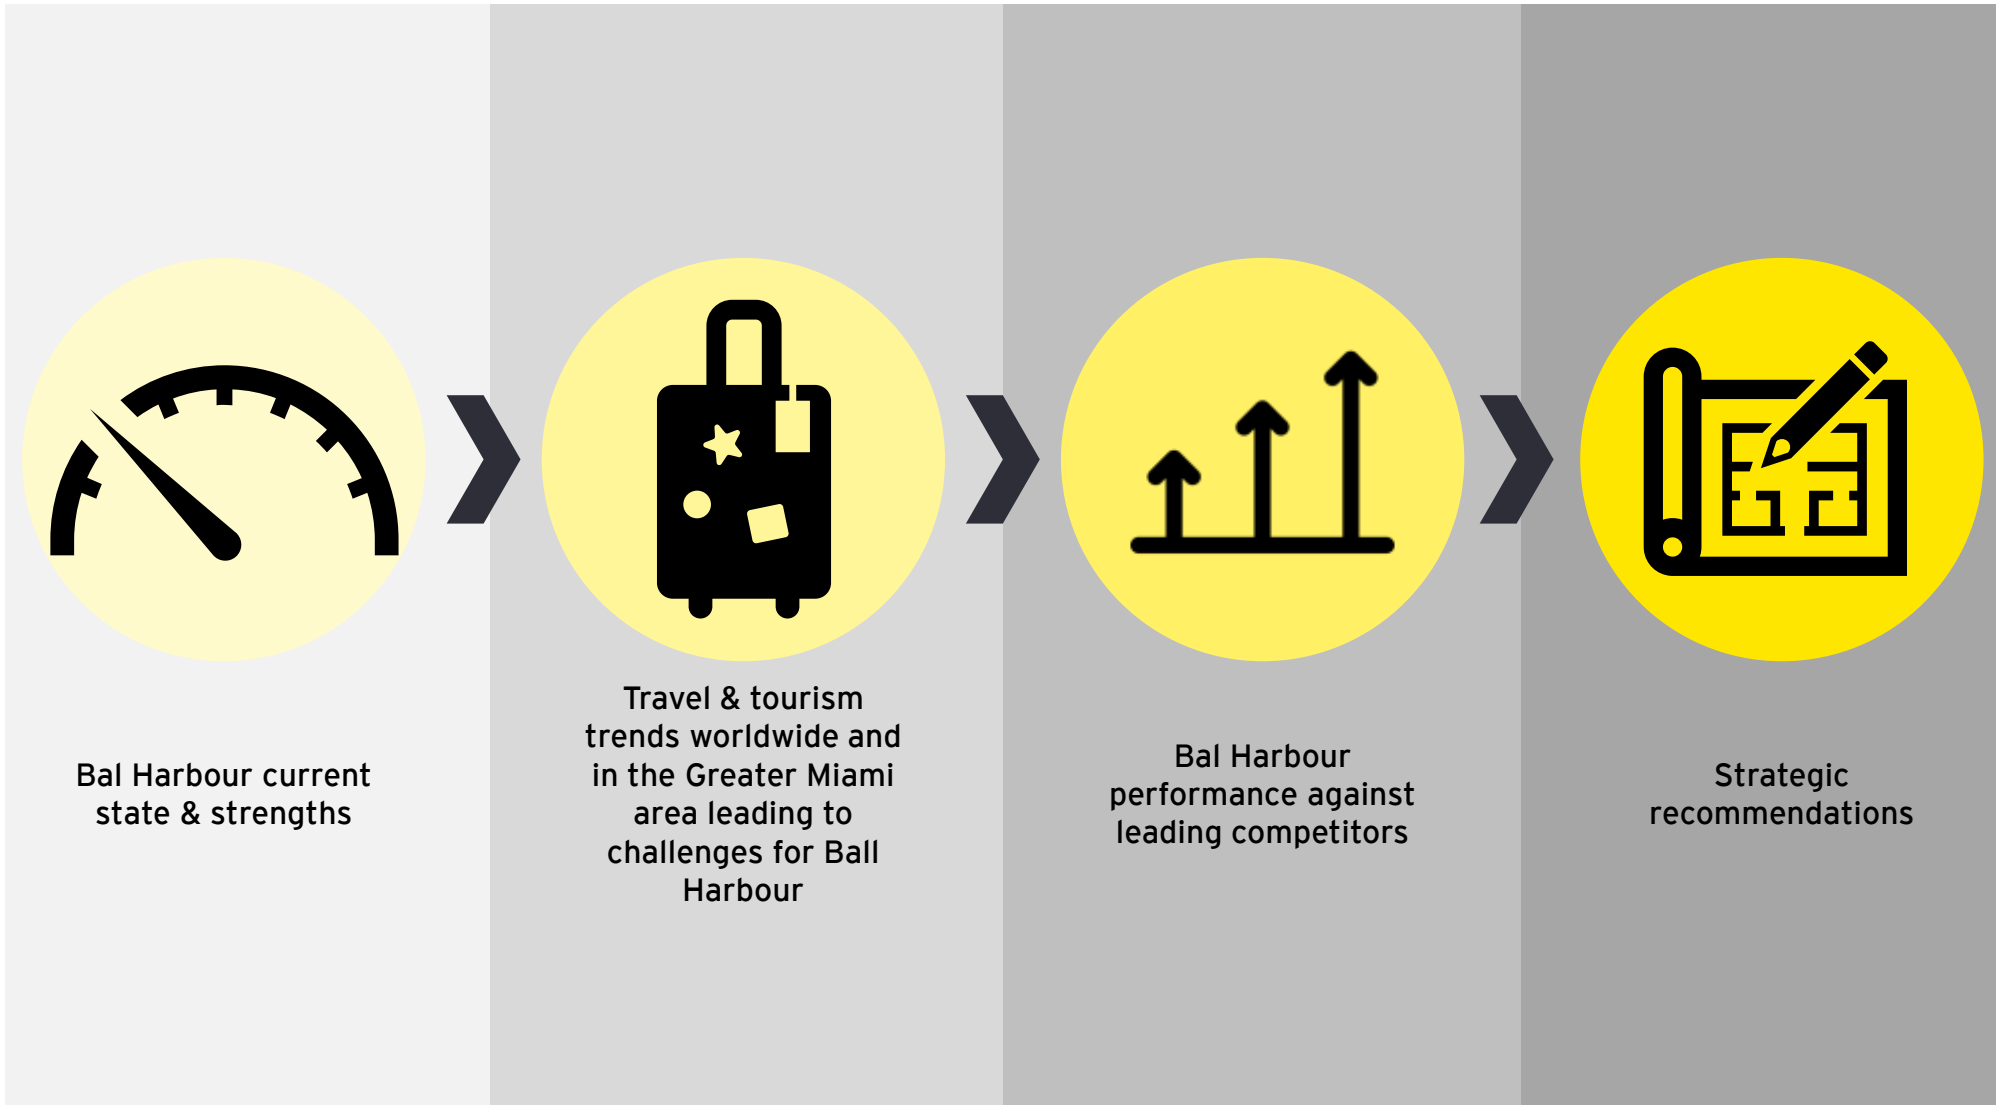 Bal Harbour current
state & strengths
Travel & tourism
trends worldwide and
in the Greater Miami
area leading to
challenges for Ball
Harbour
Bal Harbour
performance against
leading competitors
Strategic
recommendations